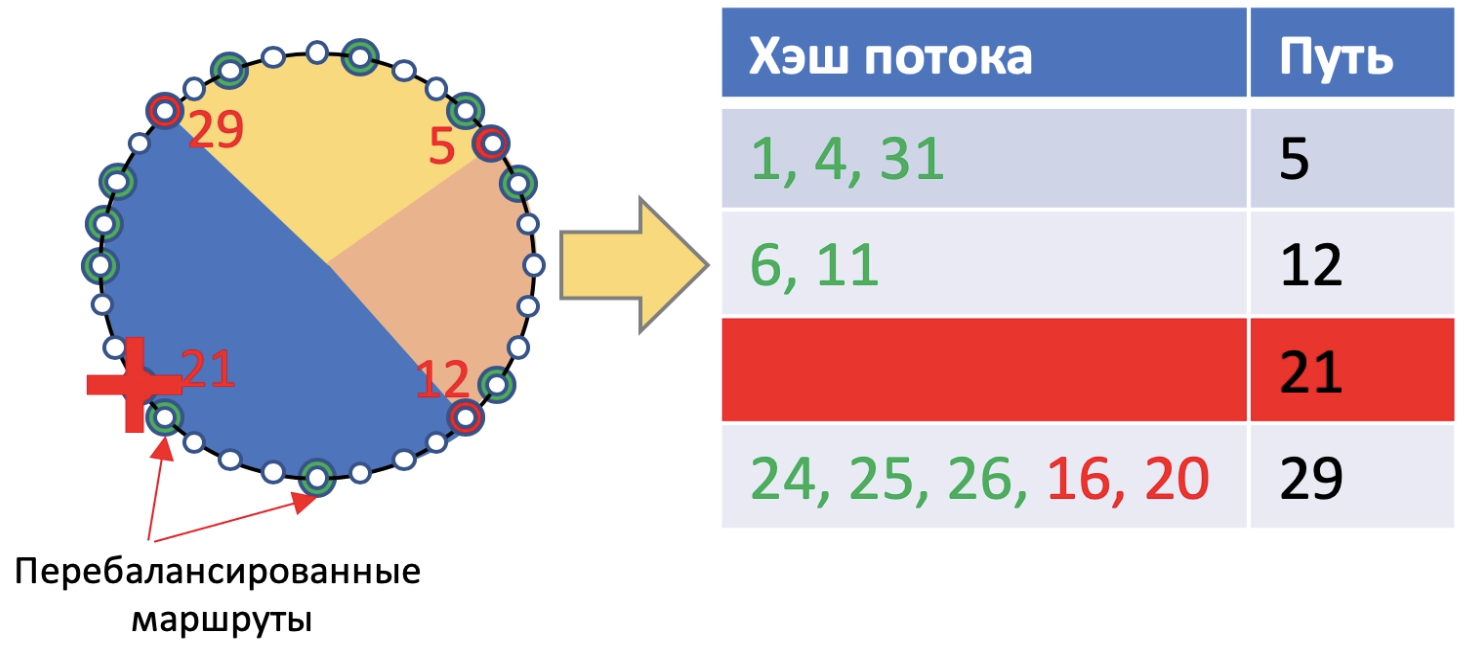 29
5
21
12
Перебалансированные
маршруты
Хэш потока Путь
1, 4, 31 5
6, 11 12
21
24, 25, 26, 16, 20 29